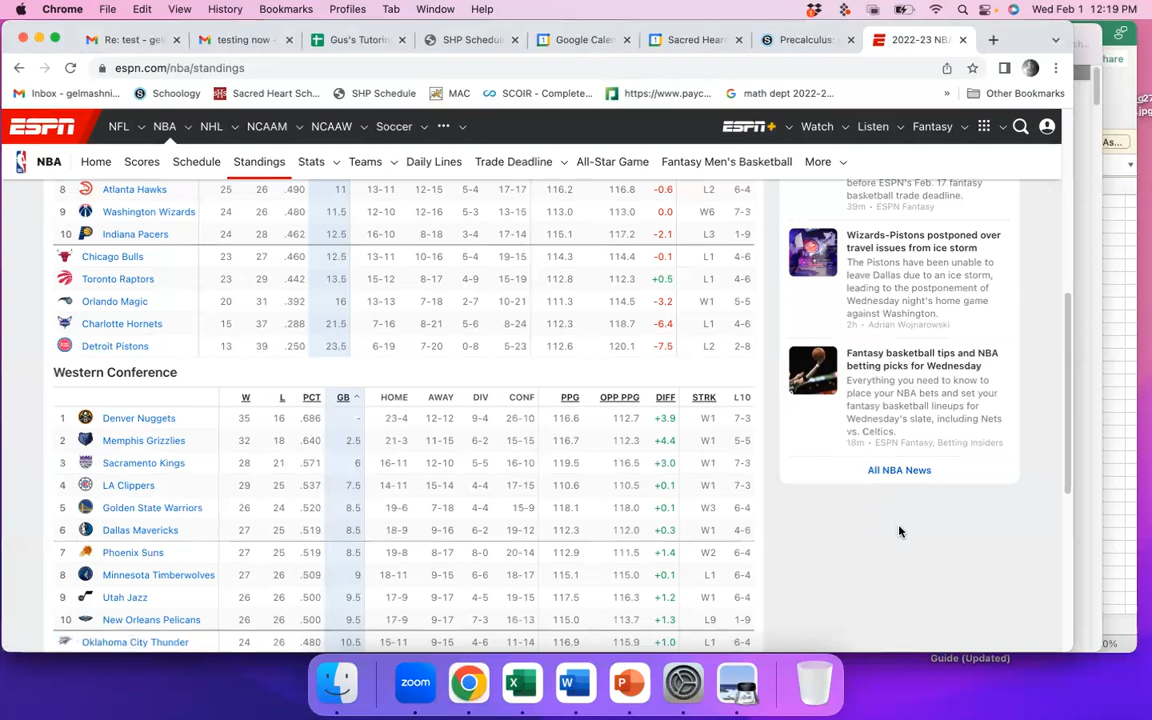 Chrome File Edit View History Bookmarks Profiles Tab Window Help Wed Feb 1 12:19 PM
Re: test - gel testing now - Gus's Tutorin SHP Schedul Google Calen Sacred Hear Precalculus: 2022-23 NB
espn.com/nba/standings
Inbox - gelmashni... Schoology Sacred Heart Sch... SHP Schedule MAC SCOIR - Complete... https://www.payc... math dept 2022-2... » Other Bookmarks
ESPN NFL NBA NHL NCAAM NCAAW Soccer ••• ESPN+ Watch Listen Fantasy
NBA Home Scores Schedule Standings Stats Teams Daily Lines Trade Deadline All-Star Game Fantasy Men's Basketball More
8 Atlanta Hawks 25 26 .490 11 13-11 12-15 5-4 17-17 116.2 116.8 -0.6 L2 6-4
9 Washington Wizards 24 26 .480 11.5 12-10 12-16 5-3 13-15 113.0 113.0 0.0 W6 7-3
10 Indiana Pacers 24 28 .462 12.5 16-10 8-18 3-4 17-14 115.1 117.2 -2.1 L3 1-9
Chicago Bulls 23 27 .460 12.5 13-11 10-16 5-4 19-15 114.3 114.4 -0.1 L1 4-6
Toronto Raptors 23 29 .442 13.5 15-12 8-17 4-9 15-19 112.8 112.3 +0.5 L1 4-6
Orlando Magic 20 31 .392 16 13-13 7-18 2-7 10-21 111.3 114.5 -3.2 W1 5-5
Charlotte Hornets 15 37 .288 21.5 7-16 8-21 5-6 8-24 112.3 118.7 -6.4 L1 4-6
Detroit Pistons 13 39 .250 23.5 6-19 7-20 0-8 5-23 112.6 120.1 -7.5 L2 2-8
Western Conference
W L PCT GB HOME AWAY DIV CONF PPG OPP PPG DIFF STRK L10
1 Denver Nuggets 35 16 .686 - 23-4 12-12 9-4 26-10 116.6 112.7 +3.9 W1 7-3
2 Memphis Grizzlies 32 18 .640 2.5 21-3 11-15 6-2 15-15 116.7 112.3 +4.4 W1 5-5
3 Sacramento Kings 28 21 .571 6 16-11 12-10 5-5 16-10 119.5 116.5 +3.0 W1 7-3
4 LA Clippers 29 25 .537 7.5 14-11 15-14 4-4 17-15 110.6 110.5 +0.1 W1 7-3
5 Golden State Warriors 26 24 .520 8.5 19-6 7-18 4-4 15-9 118.1 118.0 +0.1 W3 6-4
6 Dallas Mavericks 27 25 .519 8.5 18-9 9-16 6-2 19-12 112.3 112.0 +0.3 W1 4-6
7 Phoenix Suns 27 25 .519 8.5 19-8 8-17 8-0 20-14 112.9 111.5 +1.4 W2 6-4
8 Minnesota Timberwolves 27 26 .509 9 18-11 9-15 6-6 18-17 115.1 115.0 +0.1 L1 6-4
9 Utah Jazz 27 26 .500 9.5 17-9 9-17 4-5 19-15 117.5 116.3 +1.2 W1 6-4
10 New Orleans Pelicans 26 26 .500 9.5 17-9 9-17 7-3 16-13 115.0 113.7 +1.3 L9 1-9
Oklahoma City Thunder 24 26 .480 10.5 15-11 9-15 4-6 11-14 116.9 115.9 +1.0 L1 6-4
before ESPN's Feb. 17 fantasy
basketball trade deadline.
39m • ESPN Fantasy
Wizards-Pistons postponed over
travel issues from ice storm
The Pistons have been unable to
leave Dallas due to an ice storm,
leading to the postponement of
Wednesday night's home game
against Washington.
2h • Adrian Wojnarowski
Fantasy basketball tips and NBA
betting picks for Wednesday
Everything you need to know to
place your NBA bets and set your
fantasy basketball lineups for
Wednesday's slate, including Nets
vs. Celtics.
18m • ESPN Fantasy, Betting Insiders
All NBA News
hare
As...
.jpg
0%
Guide (Updated)
zoom